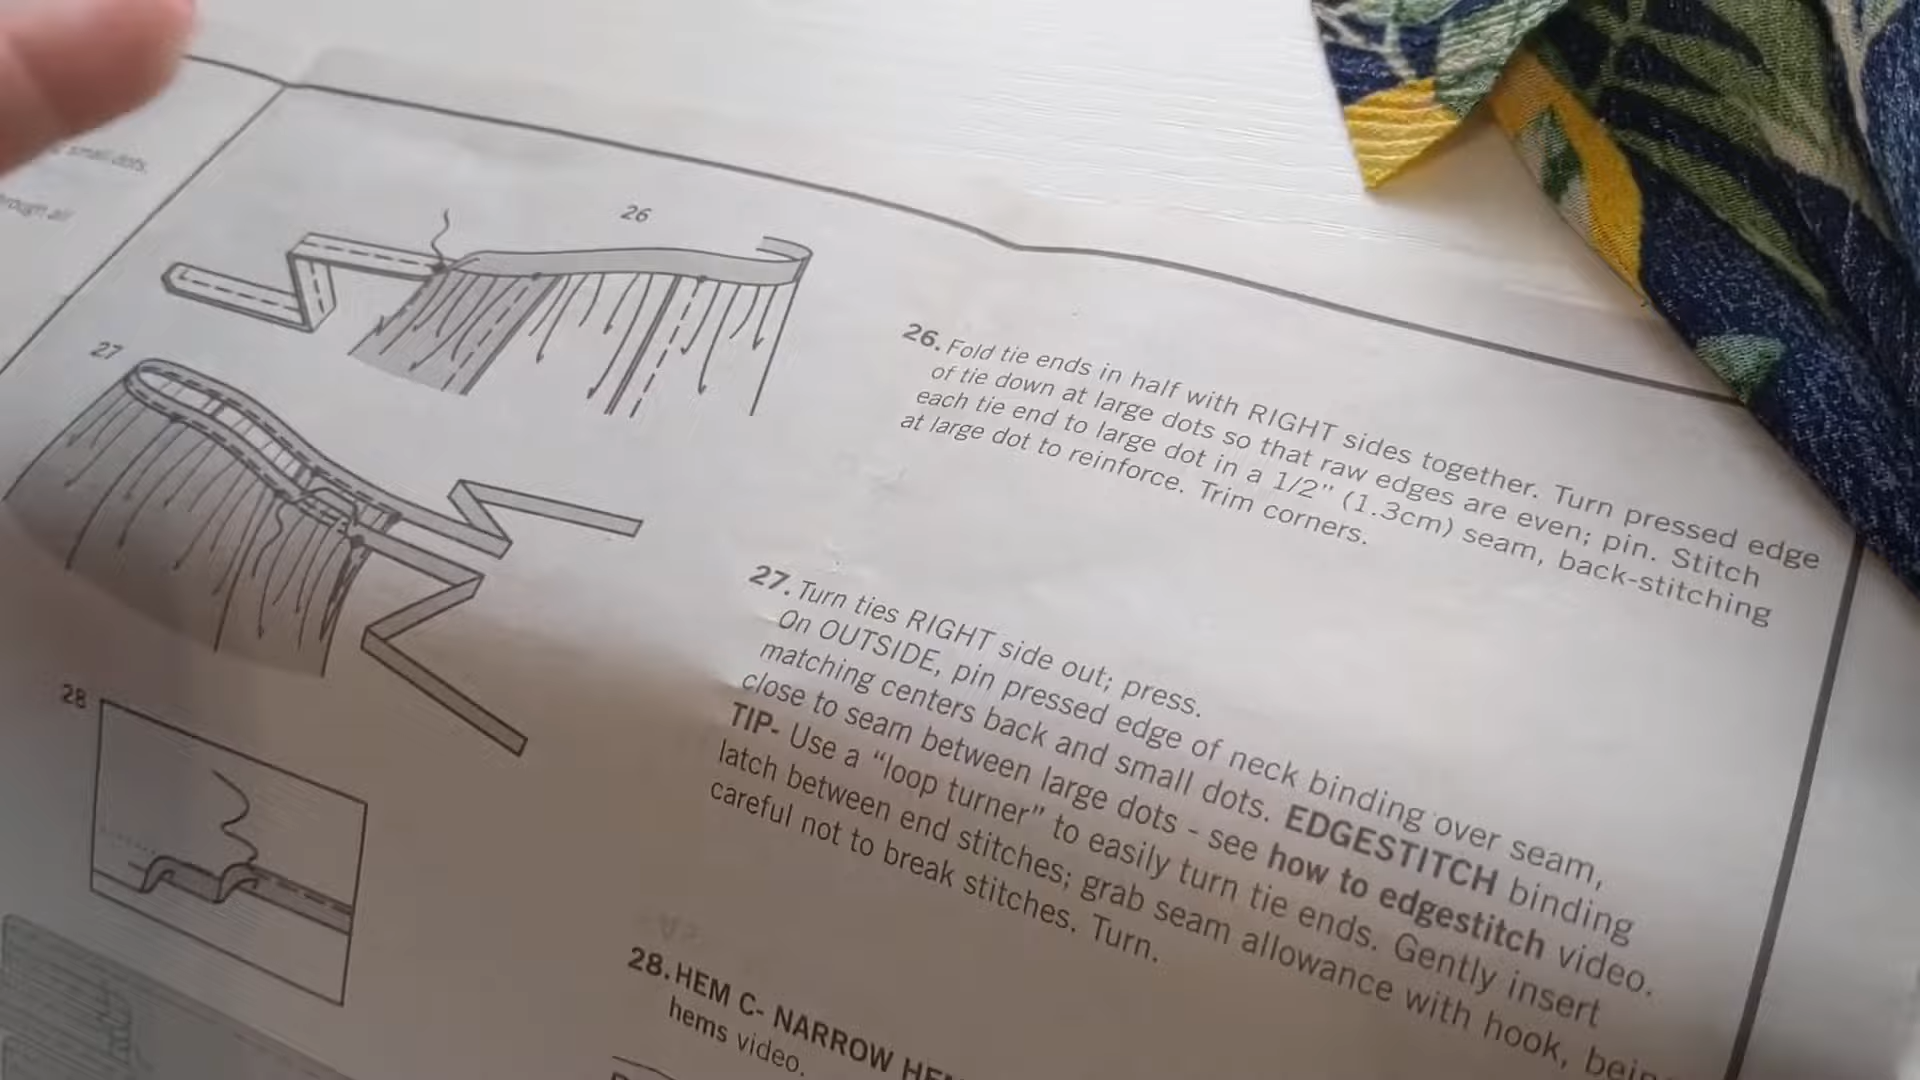 small dots.
rough all
26
27
28
26. Fold tie ends in half with RIGHT sides together. Turn pressed edge
of tie down at large dots so that raw edges are even; pin. Stitch
each tie end to large dot in a 1/2" (1.3cm) seam, back-stitching
at large dot to reinforce. Trim corners.
27. Turn ties RIGHT side out; press.
On OUTSIDE, pin pressed edge of neck binding over seam,
matching centers back and small dots. EDGESTITCH binding
close to seam between large dots - see how to edgestitch video.
TIP- Use a "loop turner" to easily turn tie ends. Gently insert
latch between end stitches; grab seam allowance with hook, being
careful not to break stitches. Turn.
28. HEM C- NARROW HEM
hems video.